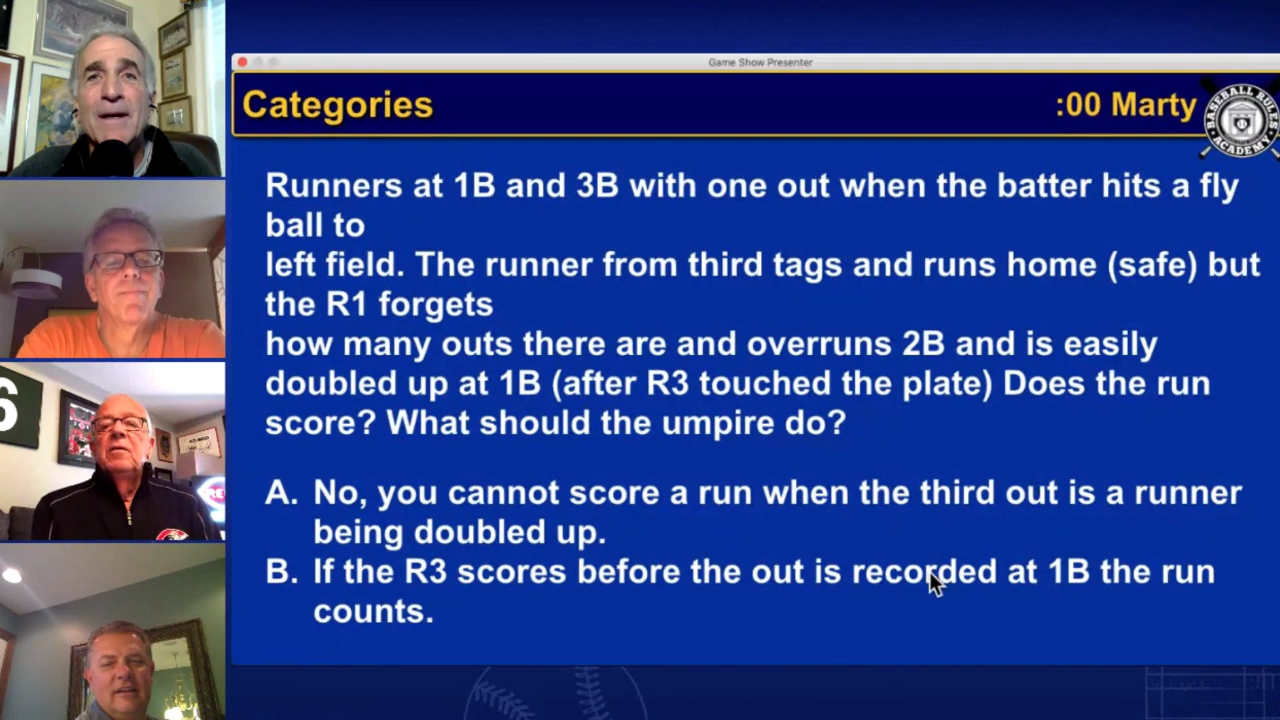 Game Show Presenter
Categories
:00 Marty
BASEBALL RULES
ACADEMY
Runners at 1B and 3B with one out when the batter hits a fly
ball to
left field. The runner from third tags and runs home (safe) but
the R1 forgets
how many outs there are and overruns 2B and is easily
doubled up at 1B (after R3 touched the plate) Does the run
score? What should the umpire do?
A. No, you cannot score a run when the third out is a runner
being doubled up.
B. If the R3 scores before the out is recorded at 1B the run
counts.
6